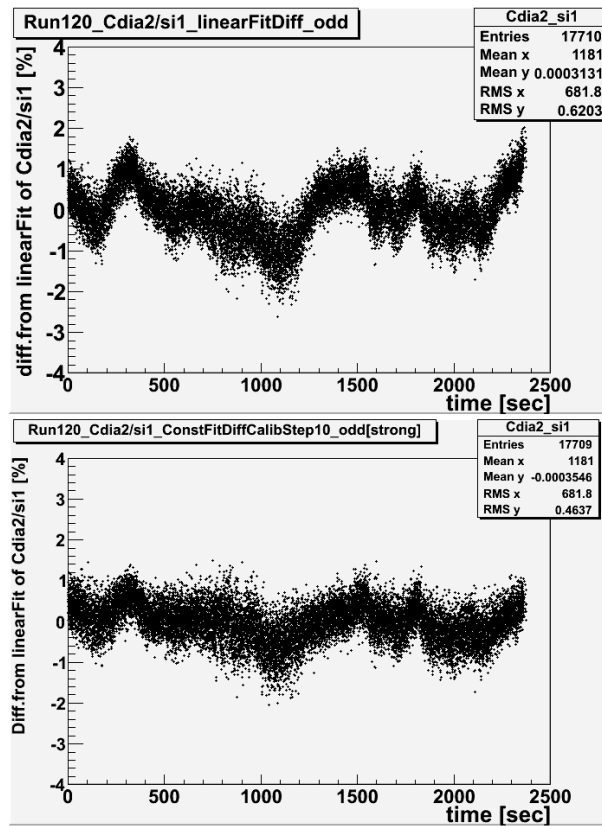 Run120_Cdia2/si1_linearFitDiff_odd
Cdia2_si1
Entries 17710
Mean x 1181
Mean y 0.0003131
RMS x 681.8
RMS y 0.6203
diff.from linearFit of Cdia2/si1 [%]
4
3
2
1
0
-1
-2
-3
-4
0 500 1000 1500 2000 2500
time [sec]
Run120_Cdia2/si1_ConstFitDiffCalibStep10_odd[strong]
Cdia2_si1
Entries 17709
Mean x 1181
Mean y -0.0003546
RMS x 681.8
RMS y 0.4637
Diff.from linearFit of Cdia2/si1 [%]
4
3
2
1
0
-1
-2
-3
-4
0 500 1000 1500 2000 2500
time [sec]